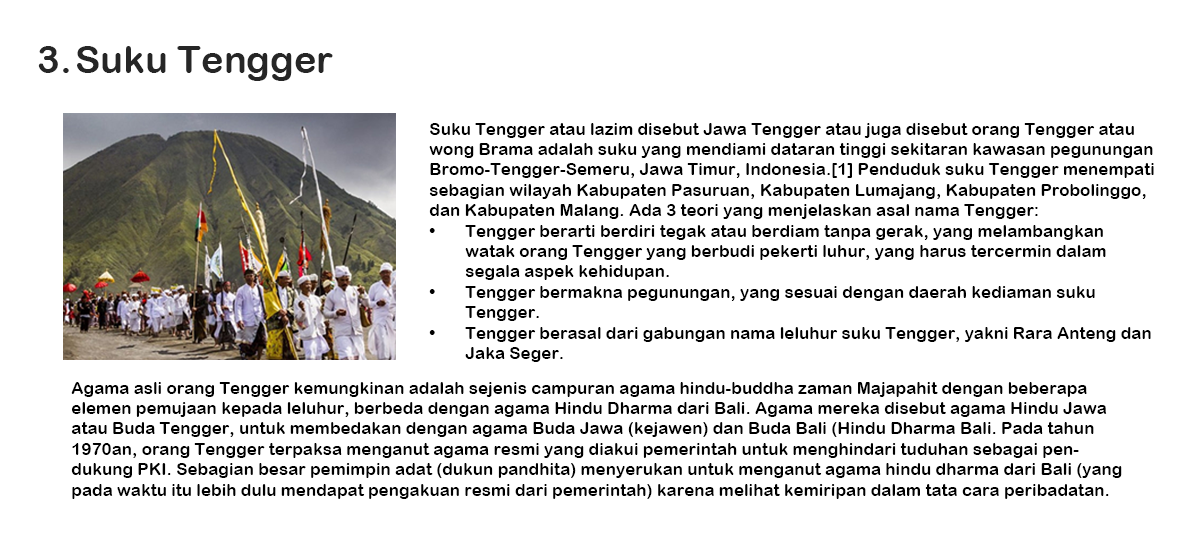 3. Suku Tengger
Suku Tengger atau lazim disebut Jawa Tengger atau juga disebut orang Tengger atau
wong Brama adalah suku yang mendiami dataran tinggi sekitaran kawasan pegunungan
Bromo-Tengger-Semeru, Jawa Timur, Indonesia.[1] Penduduk suku Tengger menempati
sebagian wilayah Kabupaten Pasuruan, Kabupaten Lumajang, Kabupaten Probolinggo,
dan Kabupaten Malang. Ada 3 teori yang menjelaskan asal nama Tengger:
• Tengger berarti berdiri tegak atau berdiam tanpa gerak, yang melambangkan
watak orang Tengger yang berbudi pekerti luhur, yang harus tercermin dalam
segala aspek kehidupan.
• Tengger bermakna pegunungan, yang sesuai dengan daerah kediaman suku
Tengger.
• Tengger berasal dari gabungan nama leluhur suku Tengger, yakni Rara Anteng dan
Jaka Seger.
Agama asli orang Tengger kemungkinan adalah sejenis campuran agama hindu-buddha zaman Majapahit dengan beberapa
elemen pemujaan kepada leluhur, berbeda dengan agama Hindu Dharma dari Bali. Agama mereka disebut agama Hindu Jawa
atau Buda Tengger, untuk membedakan dengan agama Buda Jawa (kejawen) dan Buda Bali (Hindu Dharma Bali. Pada tahun
1970an, orang Tengger terpaksa menganut agama resmi yang diakui pemerintah untuk menghindari tuduhan sebagai pen-
dukung PKI. Sebagian besar pemimpin adat (dukun pandhita) menyerukan untuk menganut agama hindu dharma dari Bali (yang
pada waktu itu lebih dulu mendapat pengakuan resmi dari pemerintah) karena melihat kemiripan dalam tata cara peribadatan.